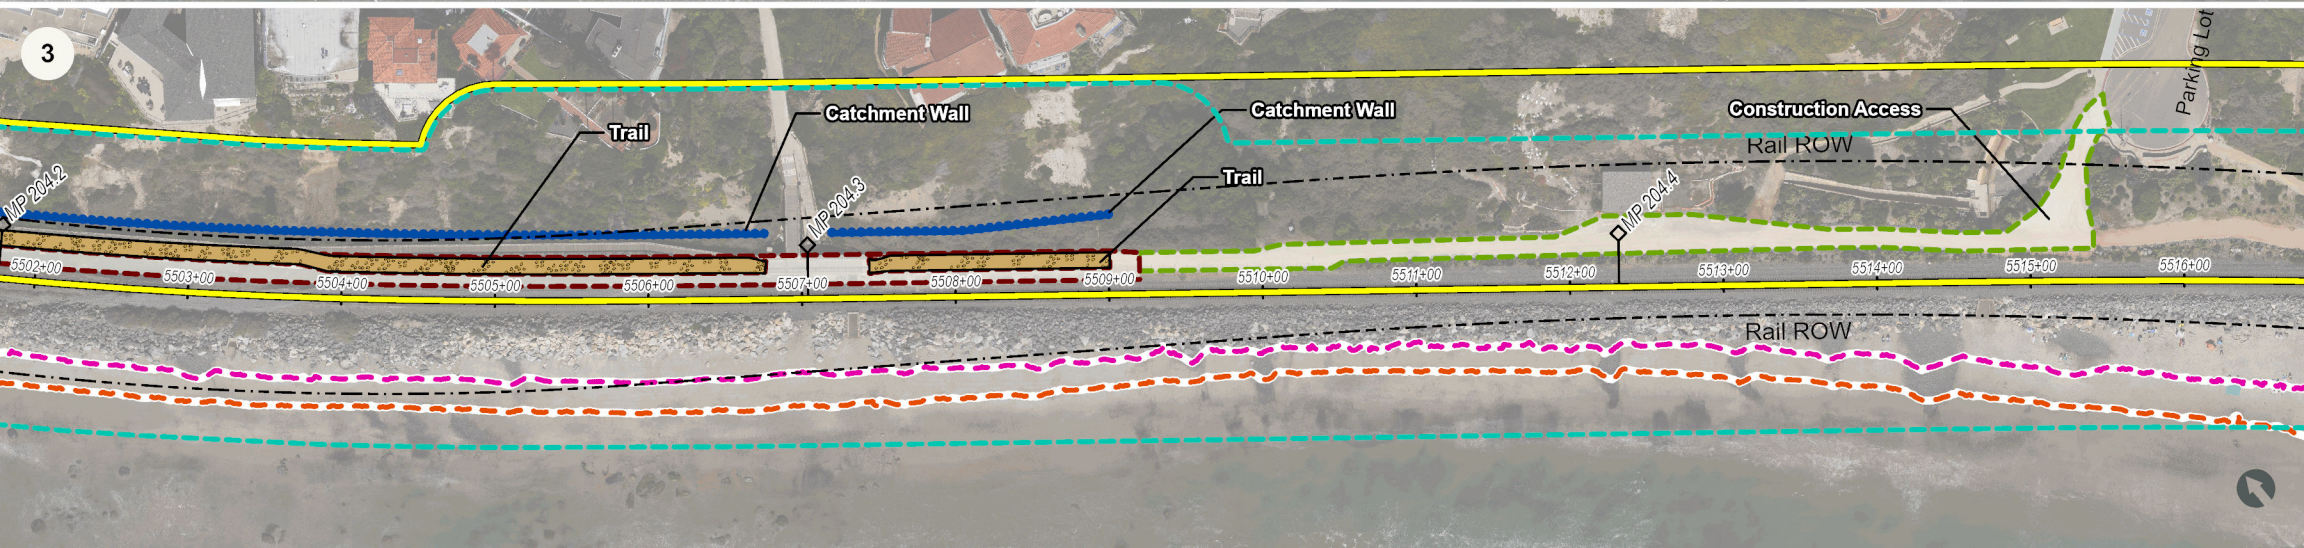 3
Parking Lot
Catchment Wall
Catchment Wall
Construction Access
Trail
Rail ROW
Trail
MP 204.2
MP 204.3
MP 204.4
5502+00
5503+00
5504+00
5505+00
5506+00
5507+00
5508+00
5509+00
5510+00
5511+00
5512+00
5513+00
5514+00
5515+00
5516+00
Rail ROW